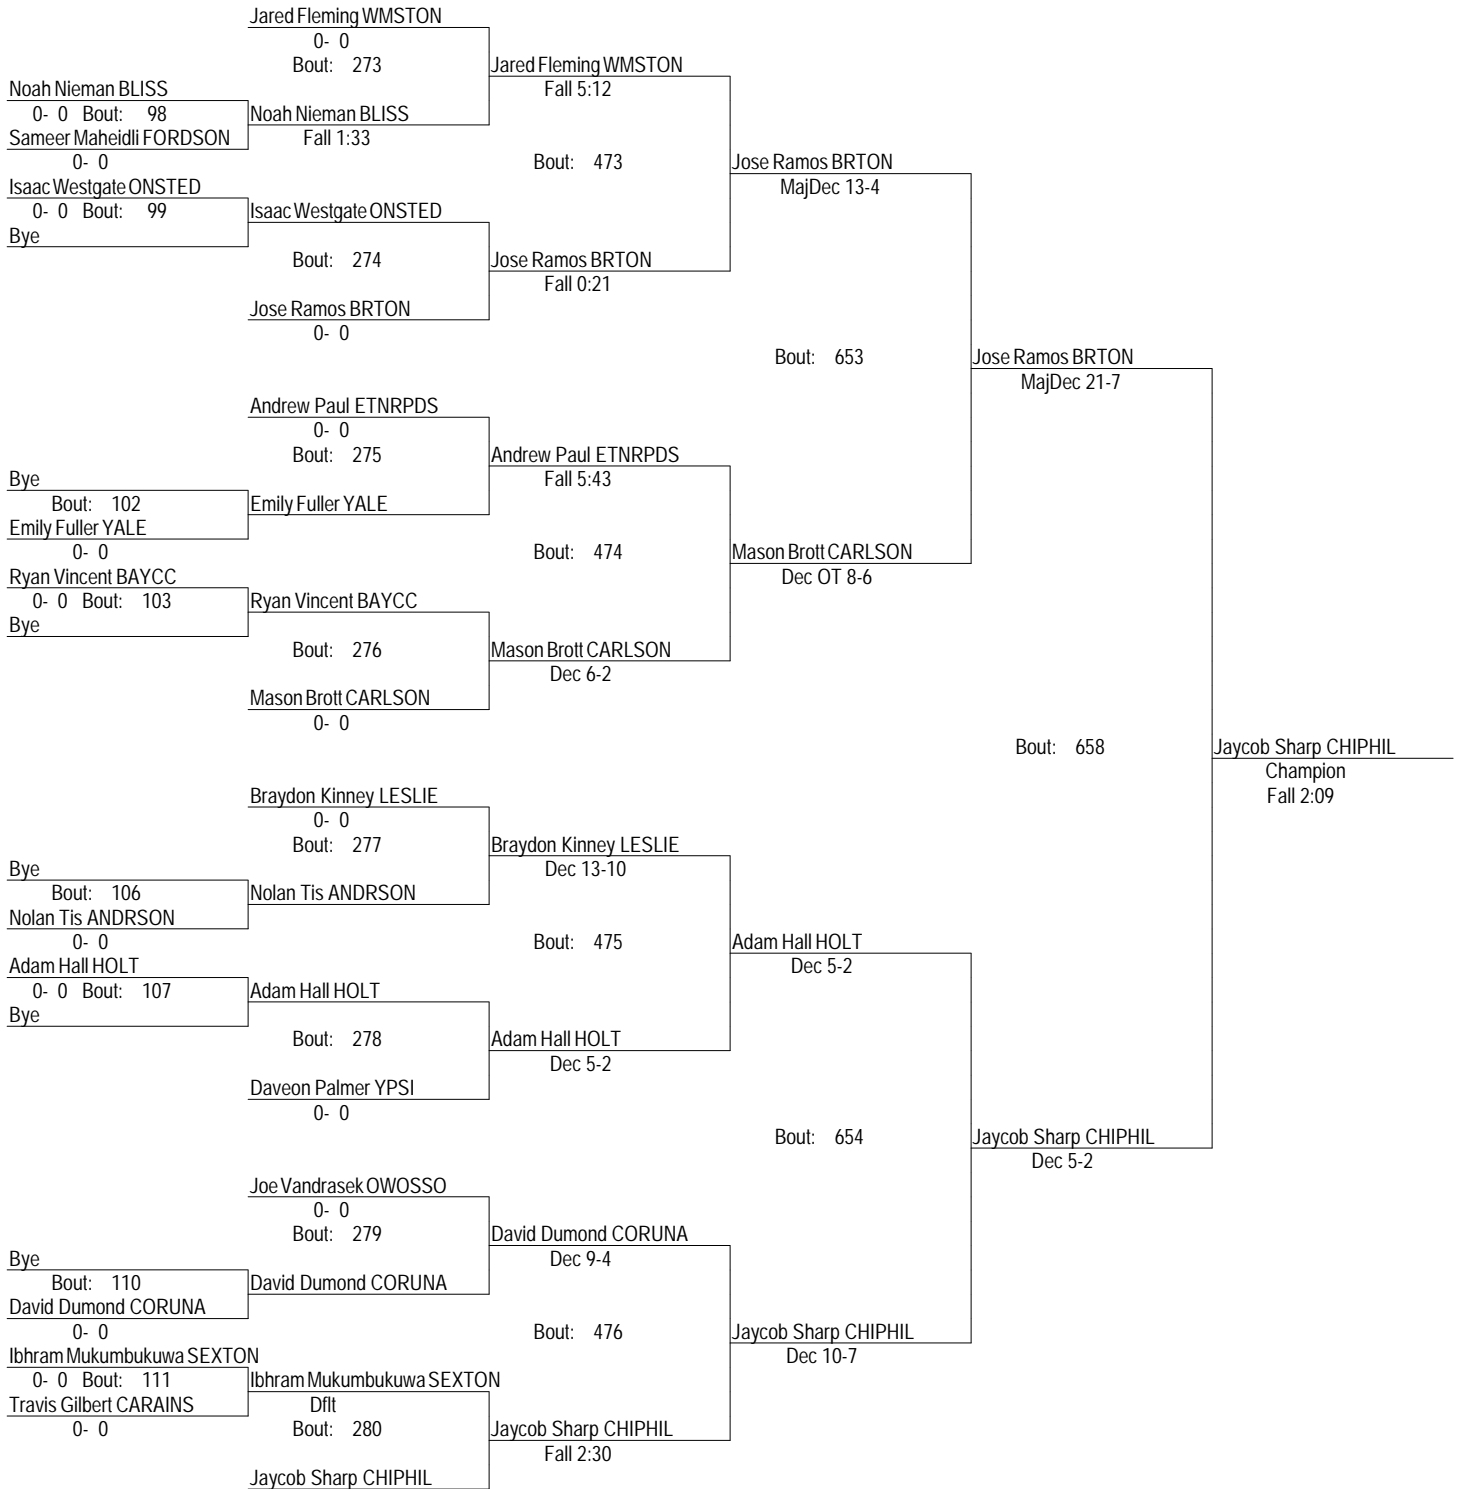 Jared Fleming WMSTON
0- 0
Bout: 273
Jared Fleming WMSTON
Fall 5:12
Noah Nieman BLISS
0- 0 Bout: 98
Noah Nieman BLISS
Fall 1:33
Sameer Maheidli FORDSON
0- 0
Bout: 473
Jose Ramos BRTON
MajDec 13-4
Isaac Westgate ONSTED
0- 0 Bout: 99
Isaac Westgate ONSTED
Bye
Bout: 274
Jose Ramos BRTON
Fall 0:21
Jose Ramos BRTON
0- 0
Bout: 653
Jose Ramos BRTON
MajDec 21-7
Andrew Paul ETNRPDS
0- 0
Bout: 275
Andrew Paul ETNRPDS
Fall 5:43
Bye
Bout: 102
Emily Fuller YALE
Emily Fuller YALE
0- 0
Bout: 474
Mason Brott CARLSON
Dec OT 8-6
Ryan Vincent BAYCC
0- 0 Bout: 103
Ryan Vincent BAYCC
Bye
Bout: 276
Mason Brott CARLSON
Dec 6-2
Mason Brott CARLSON
0- 0
Bout: 658
Jaycob Sharp CHIPHIL
Champion
Fall 2:09
Braydon Kinney LESLIE
0- 0
Bout: 277
Braydon Kinney LESLIE
Dec 13-10
Bye
Bout: 106
Nolan Tis ANDRSON
Nolan Tis ANDRSON
0- 0
Bout: 475
Adam Hall HOLT
Dec 5-2
Adam Hall HOLT
0- 0 Bout: 107
Adam Hall HOLT
Bye
Bout: 278
Adam Hall HOLT
Dec 5-2
Daveon Palmer YPSI
0- 0
Bout: 654
Jaycob Sharp CHIPHIL
Dec 5-2
Joe Vandrasek OWOSSO
0- 0
Bout: 279
David Dumond CORUNA
Dec 9-4
Bye
Bout: 110
David Dumond CORUNA
David Dumond CORUNA
0- 0
Bout: 476
Jaycob Sharp CHIPHIL
Dec 10-7
Ibhram Mukumbukuwa SEXTON
0- 0 Bout: 111
Ibhram Mukumbukuwa SEXTON
Dflt
Travis Gilbert CARAINS
0- 0
Bout: 280
Jaycob Sharp CHIPHIL
Fall 2:30
Jaycob Sharp CHIPHIL